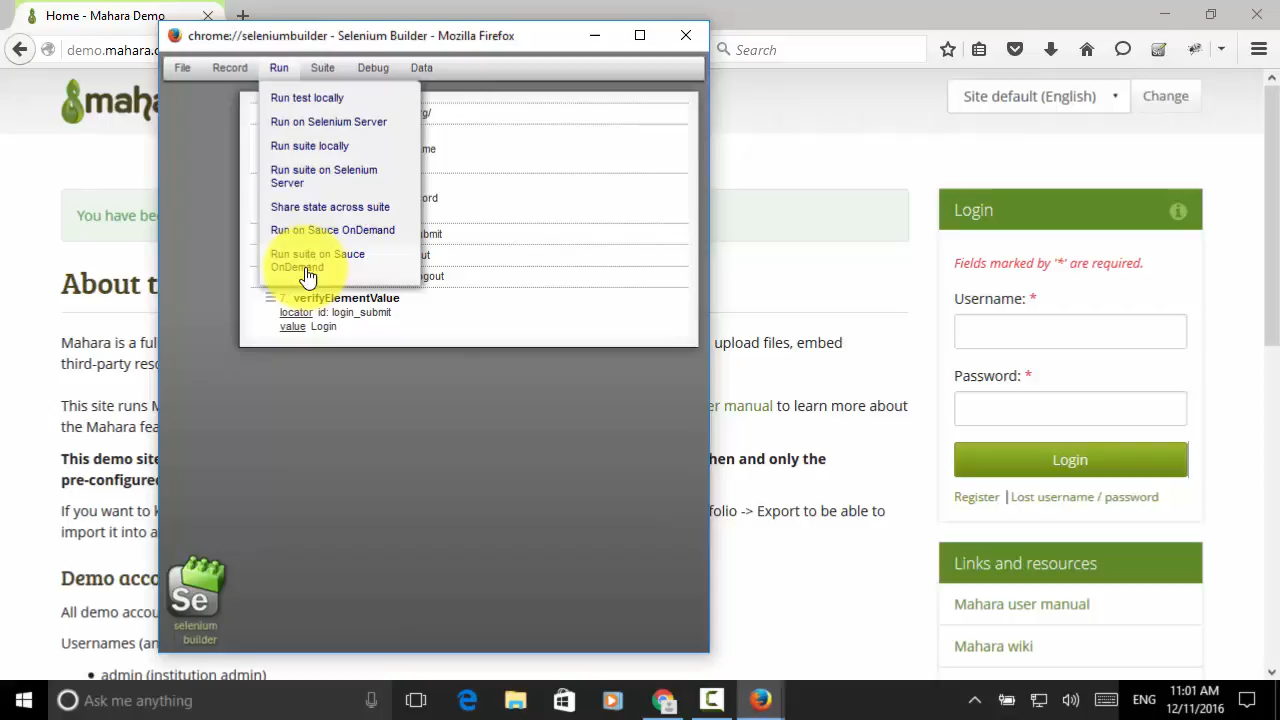 Home - Mahara Demo
chrome://seleniumbuilder - Selenium Builder - Mozilla Firefox
demo.mahara.o
Search
File Record Run Suite Debug Data
mahara
Site default (English)
Change
Run test locally
Run on Selenium Server
Run suite locally
Run suite on Selenium
Server
Share state across suite
Run on Sauce OnDemand
Run suite on Sauce
OnDemand
rg/
me
ord
ubmit
ut
gout
7. verifyElementValue
locator id: login_submit
value Login
You have bee
About t
Mahara is a ful
upload files, embed
third-party reso
This site runs M
er manual to learn more about
the Mahara fea
This demo site
hen and only the
pre-configured
If you want to k
folio -> Export to be able to
import it into a
Demo acco
All demo accou
Usernames (an
admin (institution admin)
Login
Fields marked by '*' are required.
Username: *
Password: *
Login
Register | Lost username / password
Links and resources
Mahara user manual
Mahara wiki
Se
selenium
builder
Ask me anything
ENG
11:01 AM
12/11/2016